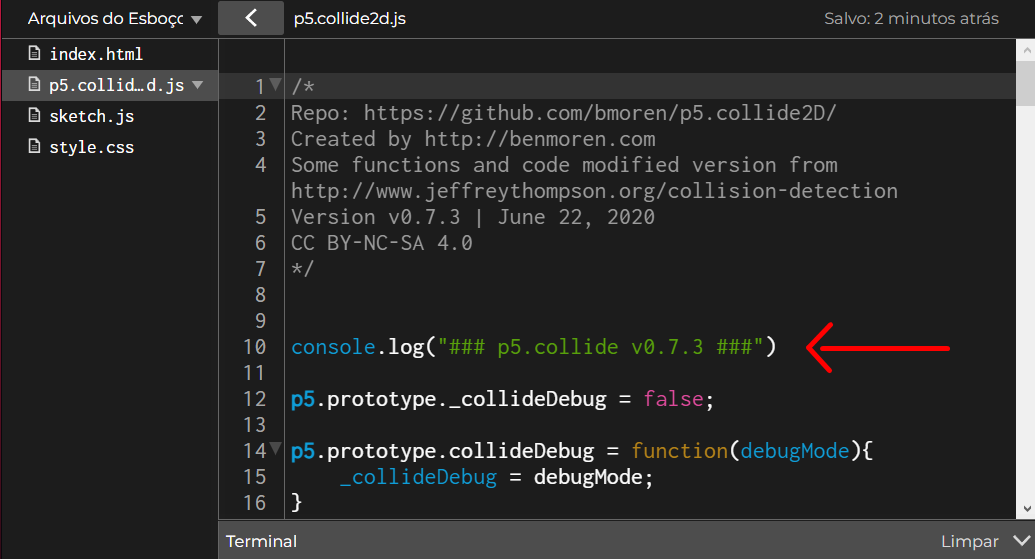 Arquivos do Esboç
p5.collide2d.js
Salvo: 2 minutos atrás
index.html
p5.collid…d.js
sketch.js
style.css
1 /*
2 Repo: https://github.com/bmoren/p5.collide2D/
3 Created by http://benmoren.com
4 Some functions and code modified version from
http://www.jeffreythompson.org/collision-detection
5 Version v0.7.3 | June 22, 2020
6 CC BY-NC-SA 4.0
7 */
8
9
10 console.log("### p5.collide v0.7.3 ###")
11
12 p5.prototype._collideDebug = false;
13
14 p5.prototype.collideDebug = function(debugMode){
15 _collideDebug = debugMode;
16 }
Terminal
Limpar